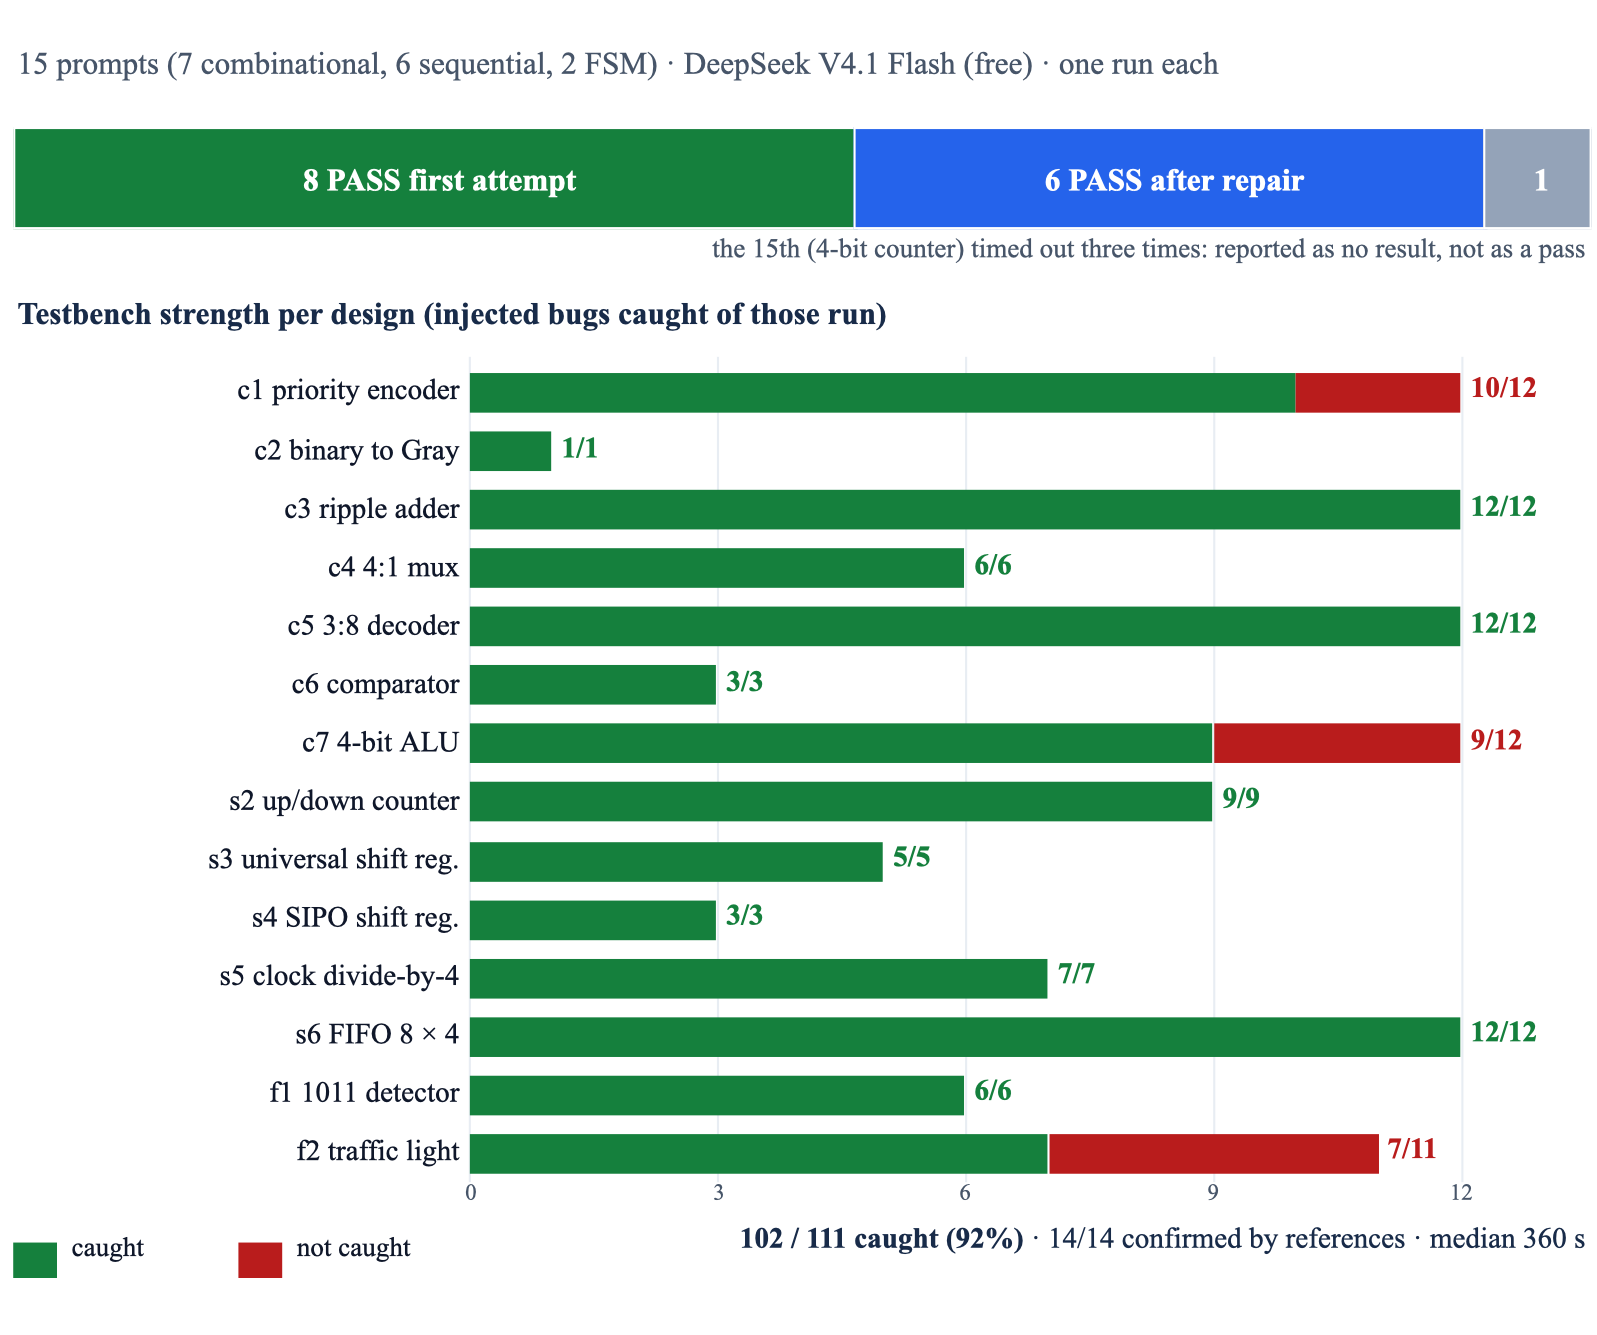 15 prompts (7 combinational, 6 sequential, 2 FSM) · DeepSeek V4.1 Flash (free) · one run each
8 PASS first attempt
6 PASS after repair
1
the 15th (4-bit counter) timed out three times: reported as no result, not as a pass
Testbench strength per design (injected bugs caught of those run)
c1 priority encoder 10/12
c2 binary to Gray 1/1
c3 ripple adder 12/12
c4 4:1 mux 6/6
c5 3:8 decoder 12/12
c6 comparator 3/3
c7 4-bit ALU 9/12
s2 up/down counter 9/9
s3 universal shift reg. 5/5
s4 SIPO shift reg. 3/3
s5 clock divide-by-4 7/7
s6 FIFO 8 × 4 12/12
f1 1011 detector 6/6
f2 traffic light 7/11
0 3 6 9 12
102 / 111 caught (92%) · 14/14 confirmed by references · median 360 s
caught
not caught